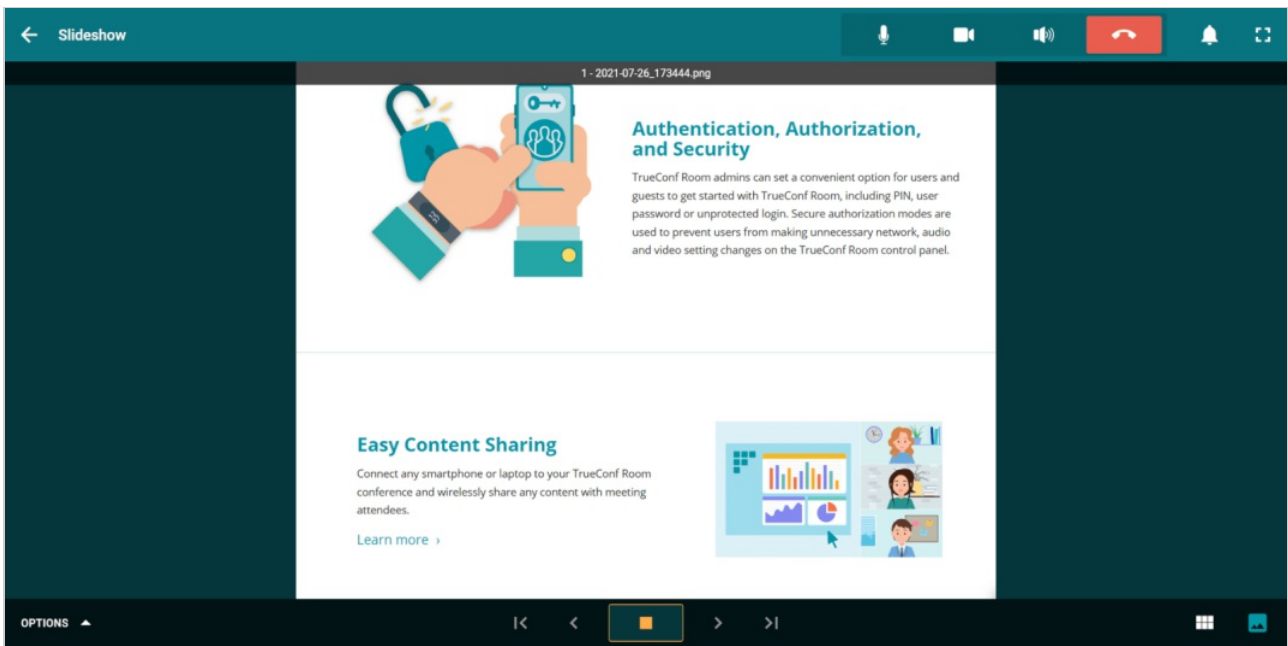 Slideshow
1 - 2021-07-26_173444.png
Authentication, Authorization,
and Security
TrueConf Room admins can set a convenient option for users and
guests to get started with TrueConf Room, including PIN, user
password or unprotected login. Secure authorization modes are
used to prevent users from making unnecessary network, audio
and video setting changes on the TrueConf Room control panel.
Easy Content Sharing
Connect any smartphone or laptop to your TrueConf Room
conference and wirelessly share any content with meeting
attendees.
Learn more ›
OPTIONS